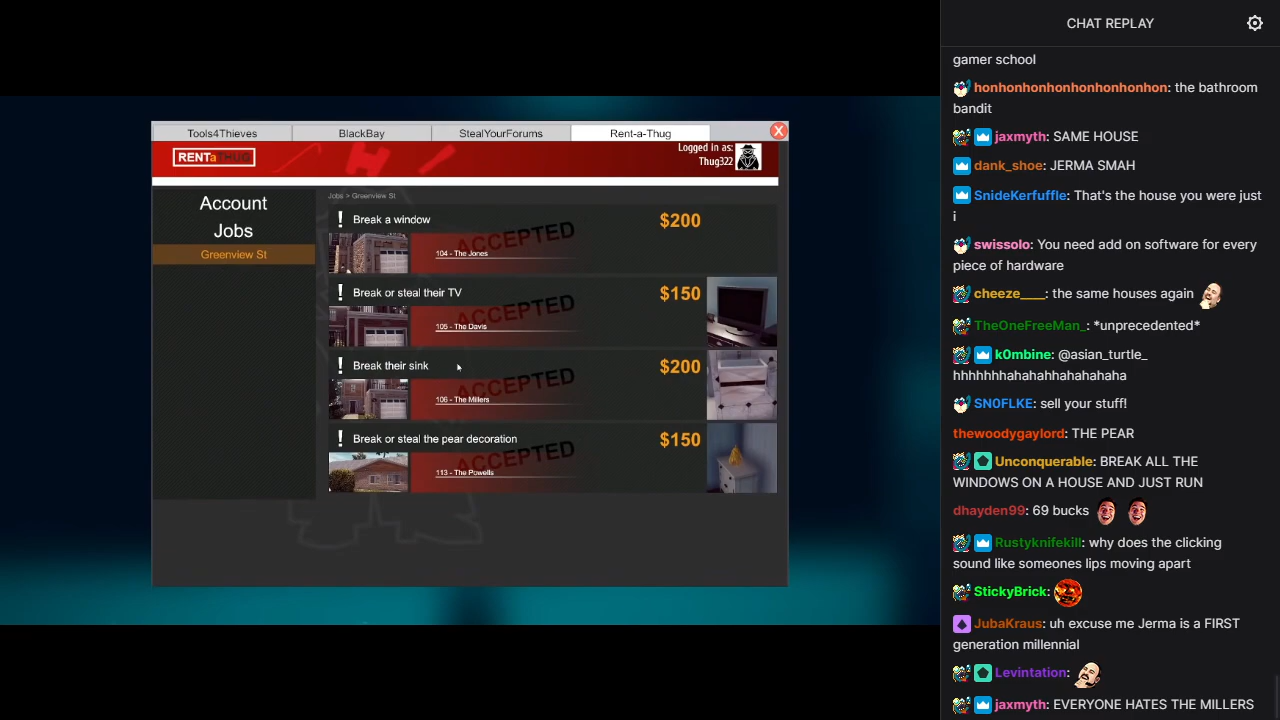 Tools4Thieves
BlackBay
StealYourForums
Rent-a-Thug
X
RENTaTHUG
Logged in as:
Thug322
Account
Jobs
Greenview St
Jobs > Greenview St
! Break a window
$200
ACCEPTED
104 - The Jones
! Break or steal their TV
$150
ACCEPTED
105 - The Davis
! Break their sink
$200
ACCEPTED
106 - The Millers
! Break or steal the pear decoration
$150
ACCEPTED
113 - The Powells
CHAT REPLAY
gamer school
honhonhonhonhonhonhonhon: the bathroom
bandit
jaxmyth: SAME HOUSE
dank_shoe: JERMA SMAH
SnideKerfuffle: That's the house you were just
i
swissolo: You need add on software for every
piece of hardware
cheeze____: the same houses again
TheOneFreeMan_: *unprecedented*
k0mbine: @asian_turtle_
hhhhhhhahahahhahahahaha
SN0FLKE: sell your stuff!
thewoodygaylord: THE PEAR
Unconquerable: BREAK ALL THE
WINDOWS ON A HOUSE AND JUST RUN
dhayden99: 69 bucks
Rustyknifekill: why does the clicking
sound like someones lips moving apart
StickyBrick:
JubaKraus: uh excuse me Jerma is a FIRST
generation millennial
Levintation:
jaxmyth: EVERYONE HATES THE MILLERS